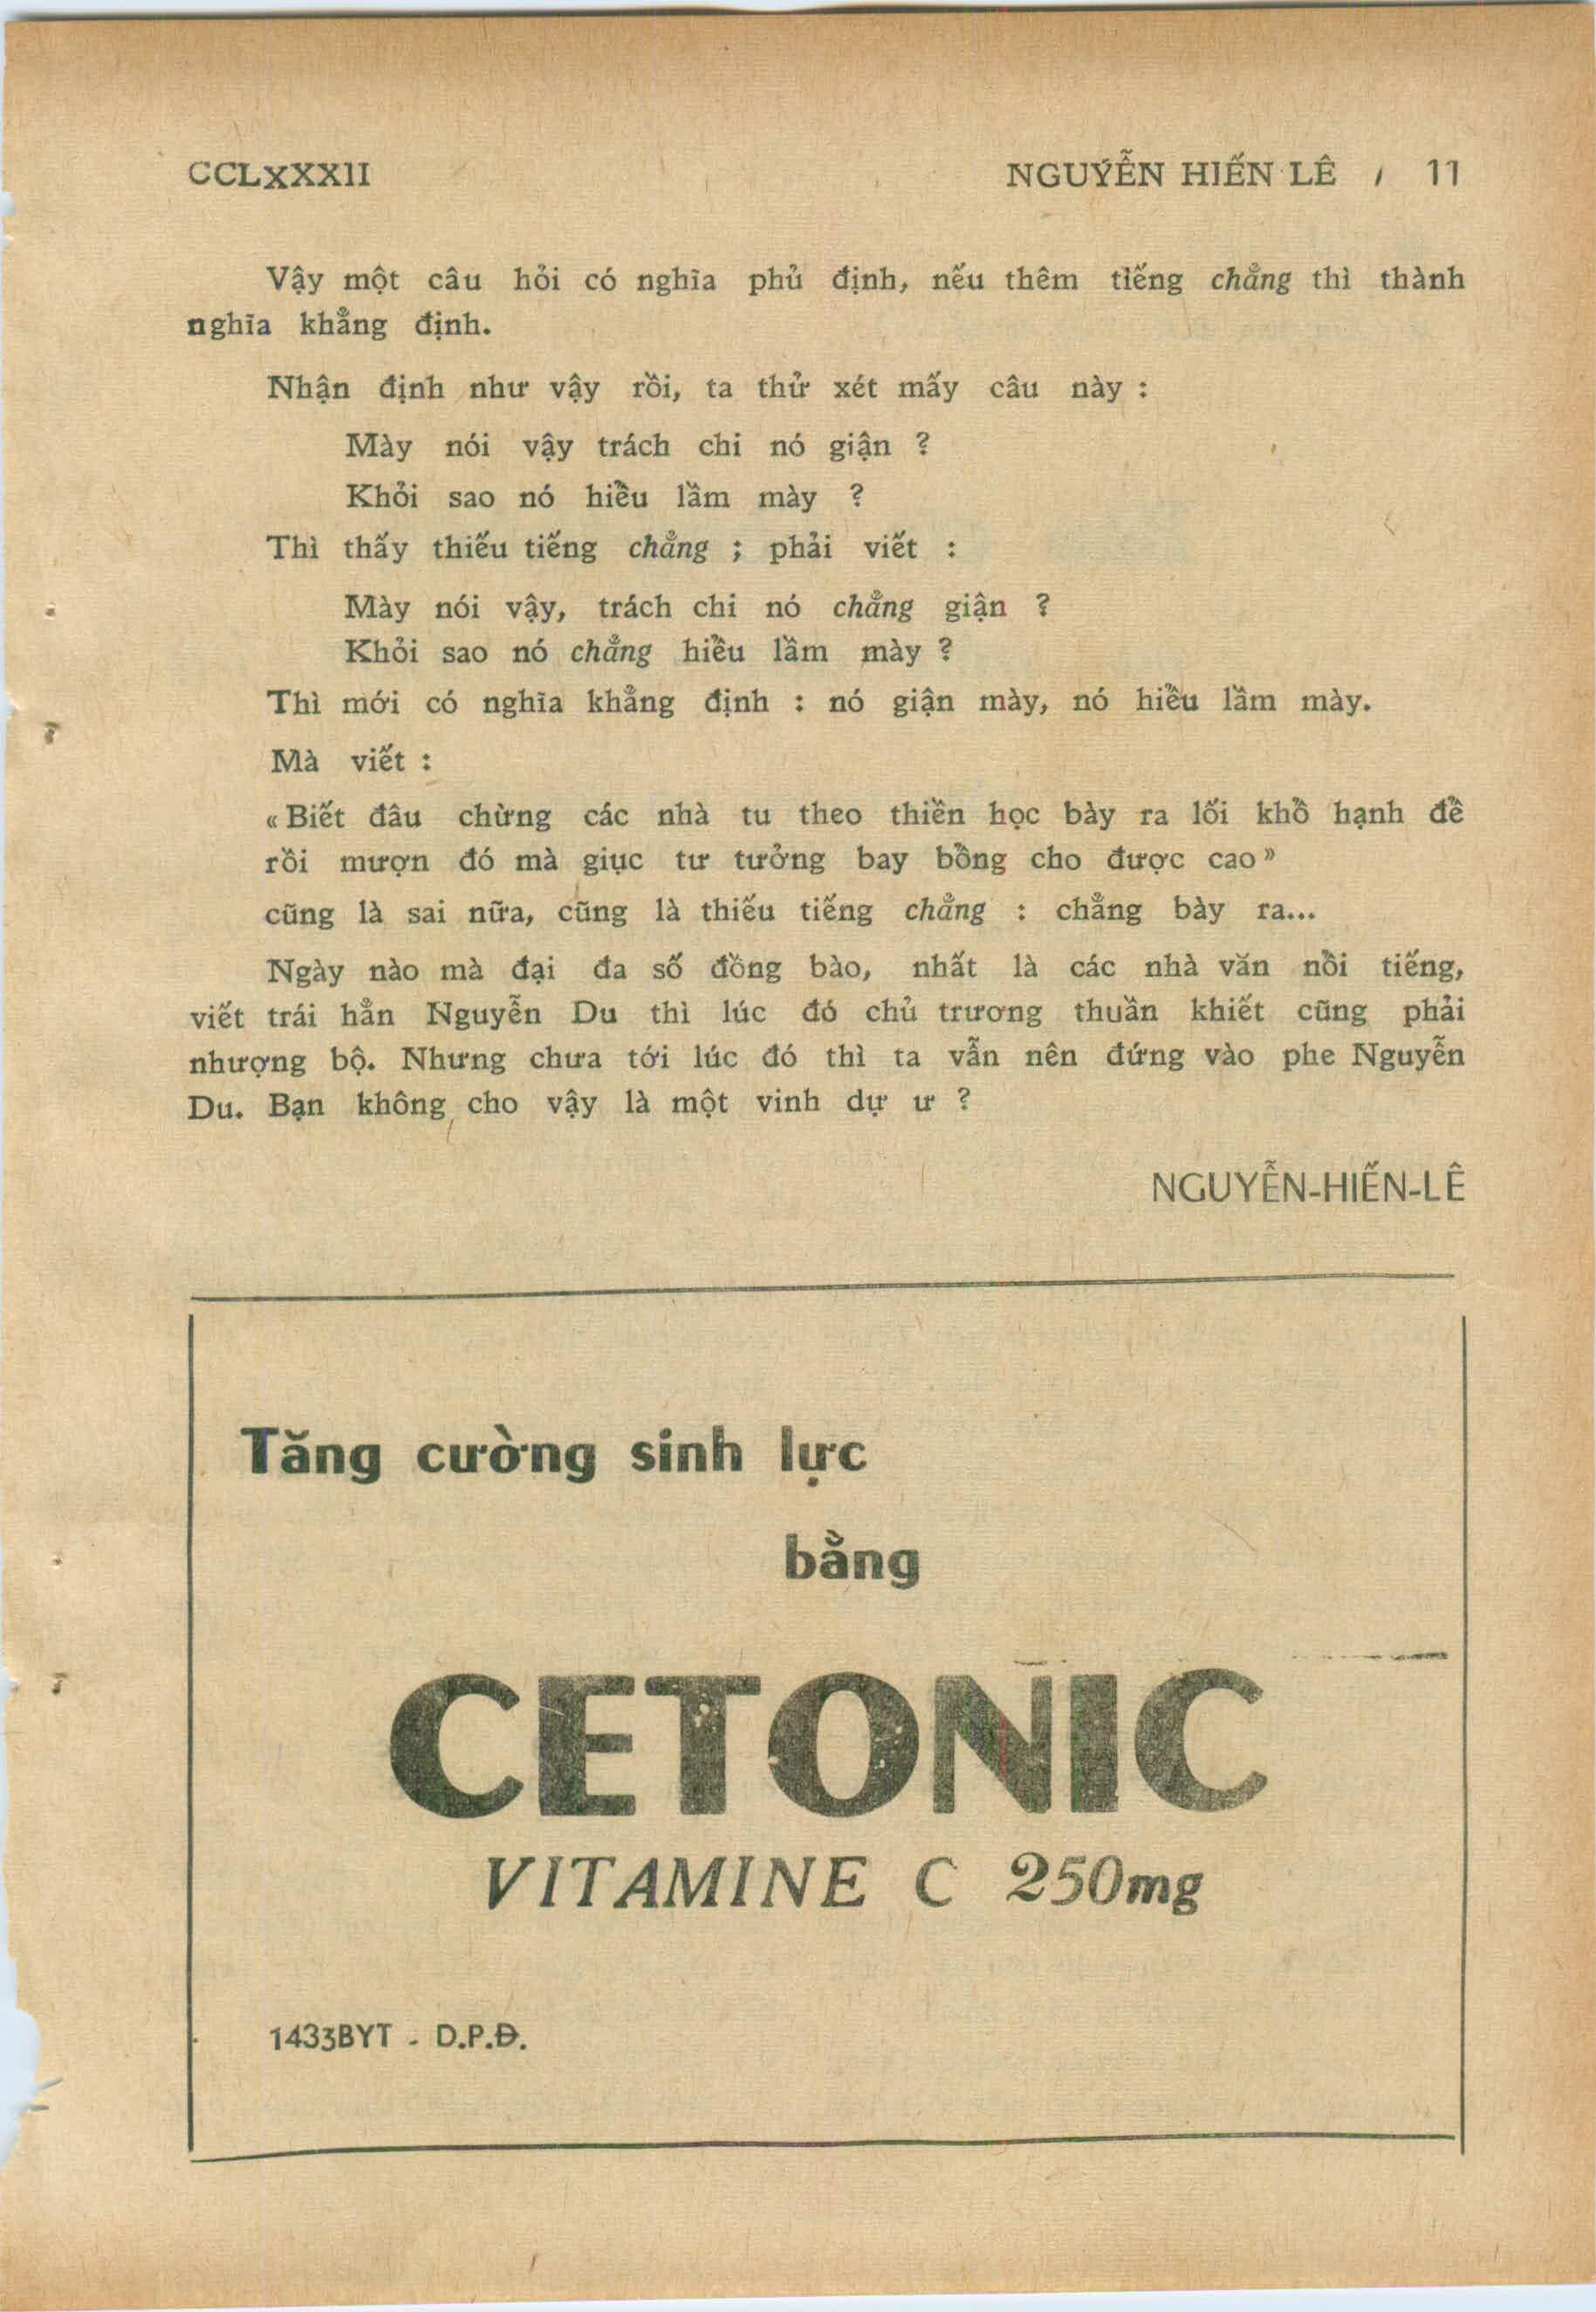 CCLXXXII NGUYỄN HIẾN LÊ / 11
Vậy một câu hỏi có nghĩa phủ định, nếu thêm tiếng chẳng thì thành
nghĩa khẳng định.
Nhận định như vậy rồi, ta thử xét mấy câu này :
Mày nói vậy trách chi nó giận ?
Khỏi sao nó hiểu lầm mày ?
Thì thấy thiếu tiếng chẳng ; phải viết :
Mày nói vậy, trách chi nó chẳng giận ?
Khỏi sao nó chẳng hiểu lầm mày ?
Thì mới có nghĩa khẳng định : nó giận mày, nó hiểu lầm mày.
Mà viết :
« Biết đâu chừng các nhà tu theo thiền học bày ra lối khổ hạnh để
rồi mượn đó mà giục tư tưởng bay bổng cho được cao »
cũng là sai nữa, cũng là thiếu tiếng chẳng : chẳng bày ra...
Ngày nào mà đại đa số đồng bào, nhất là các nhà văn nổi tiếng,
viết trái hẳn Nguyễn Du thì lúc đó chủ trương thuần khiết cũng phải
nhượng bộ. Nhưng chưa tới lúc đó thì ta vẫn nên đứng vào phe Nguyễn
Du. Bạn không cho vậy là một vinh dự ư ?
NGUYỄN-HIẾN-LÊ
Tăng cường sinh lực
bằng
CETONIC
VITAMINE C 250mg
1433BYT - D.P.Đ.